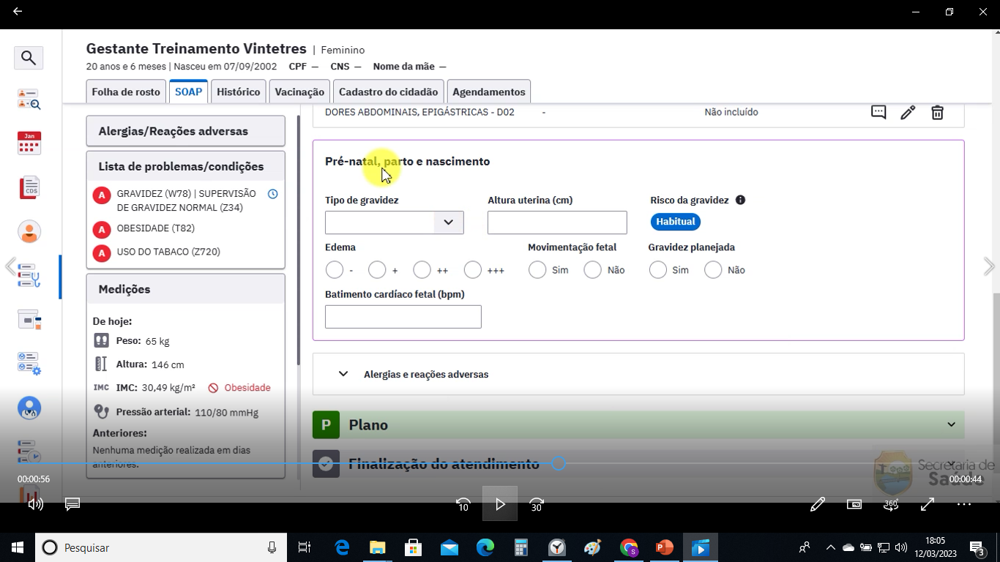 Gestante Treinamento Vintetres | Feminino
20 anos e 6 meses | Nasceu em 07/09/2002 CPF — CNS — Nome da mãe —
Folha de rosto SOAP Histórico Vacinação Cadastro do cidadão Agendamentos
Jan
CDS
Alergias/Reações adversas
Lista de problemas/condições
A GRAVIDEZ (W78) | SUPERVISÃO
DE GRAVIDEZ NORMAL (Z34)
A OBESIDADE (T82)
A USO DO TABACO (Z720)
Medições
De hoje:
Peso: 65 kg
Altura: 146 cm
IMC IMC: 30,49 kg/m² Obesidade
Pressão arterial: 110/80 mmHg
Anteriores:
Nenhuma medição realizada em dias
anteriores.
DORES ABDOMINAIS, EPIGÁSTRICAS - D02 - Não incluído
Pré-natal, parto e nascimento
Tipo de gravidez Altura uterina (cm) Risco da gravidez
Habitual
Edema Movimentação fetal Gravidez planejada
- + ++ +++ Sim Não Sim Não
Batimento cardíaco fetal (bpm)
Alergias e reações adversas
P Plano
Finalização do atendimento
Secretaria de
Saúde
00:00:56 00:00:44
10 30 360°
Pesquisar
18:05
12/03/2023
3